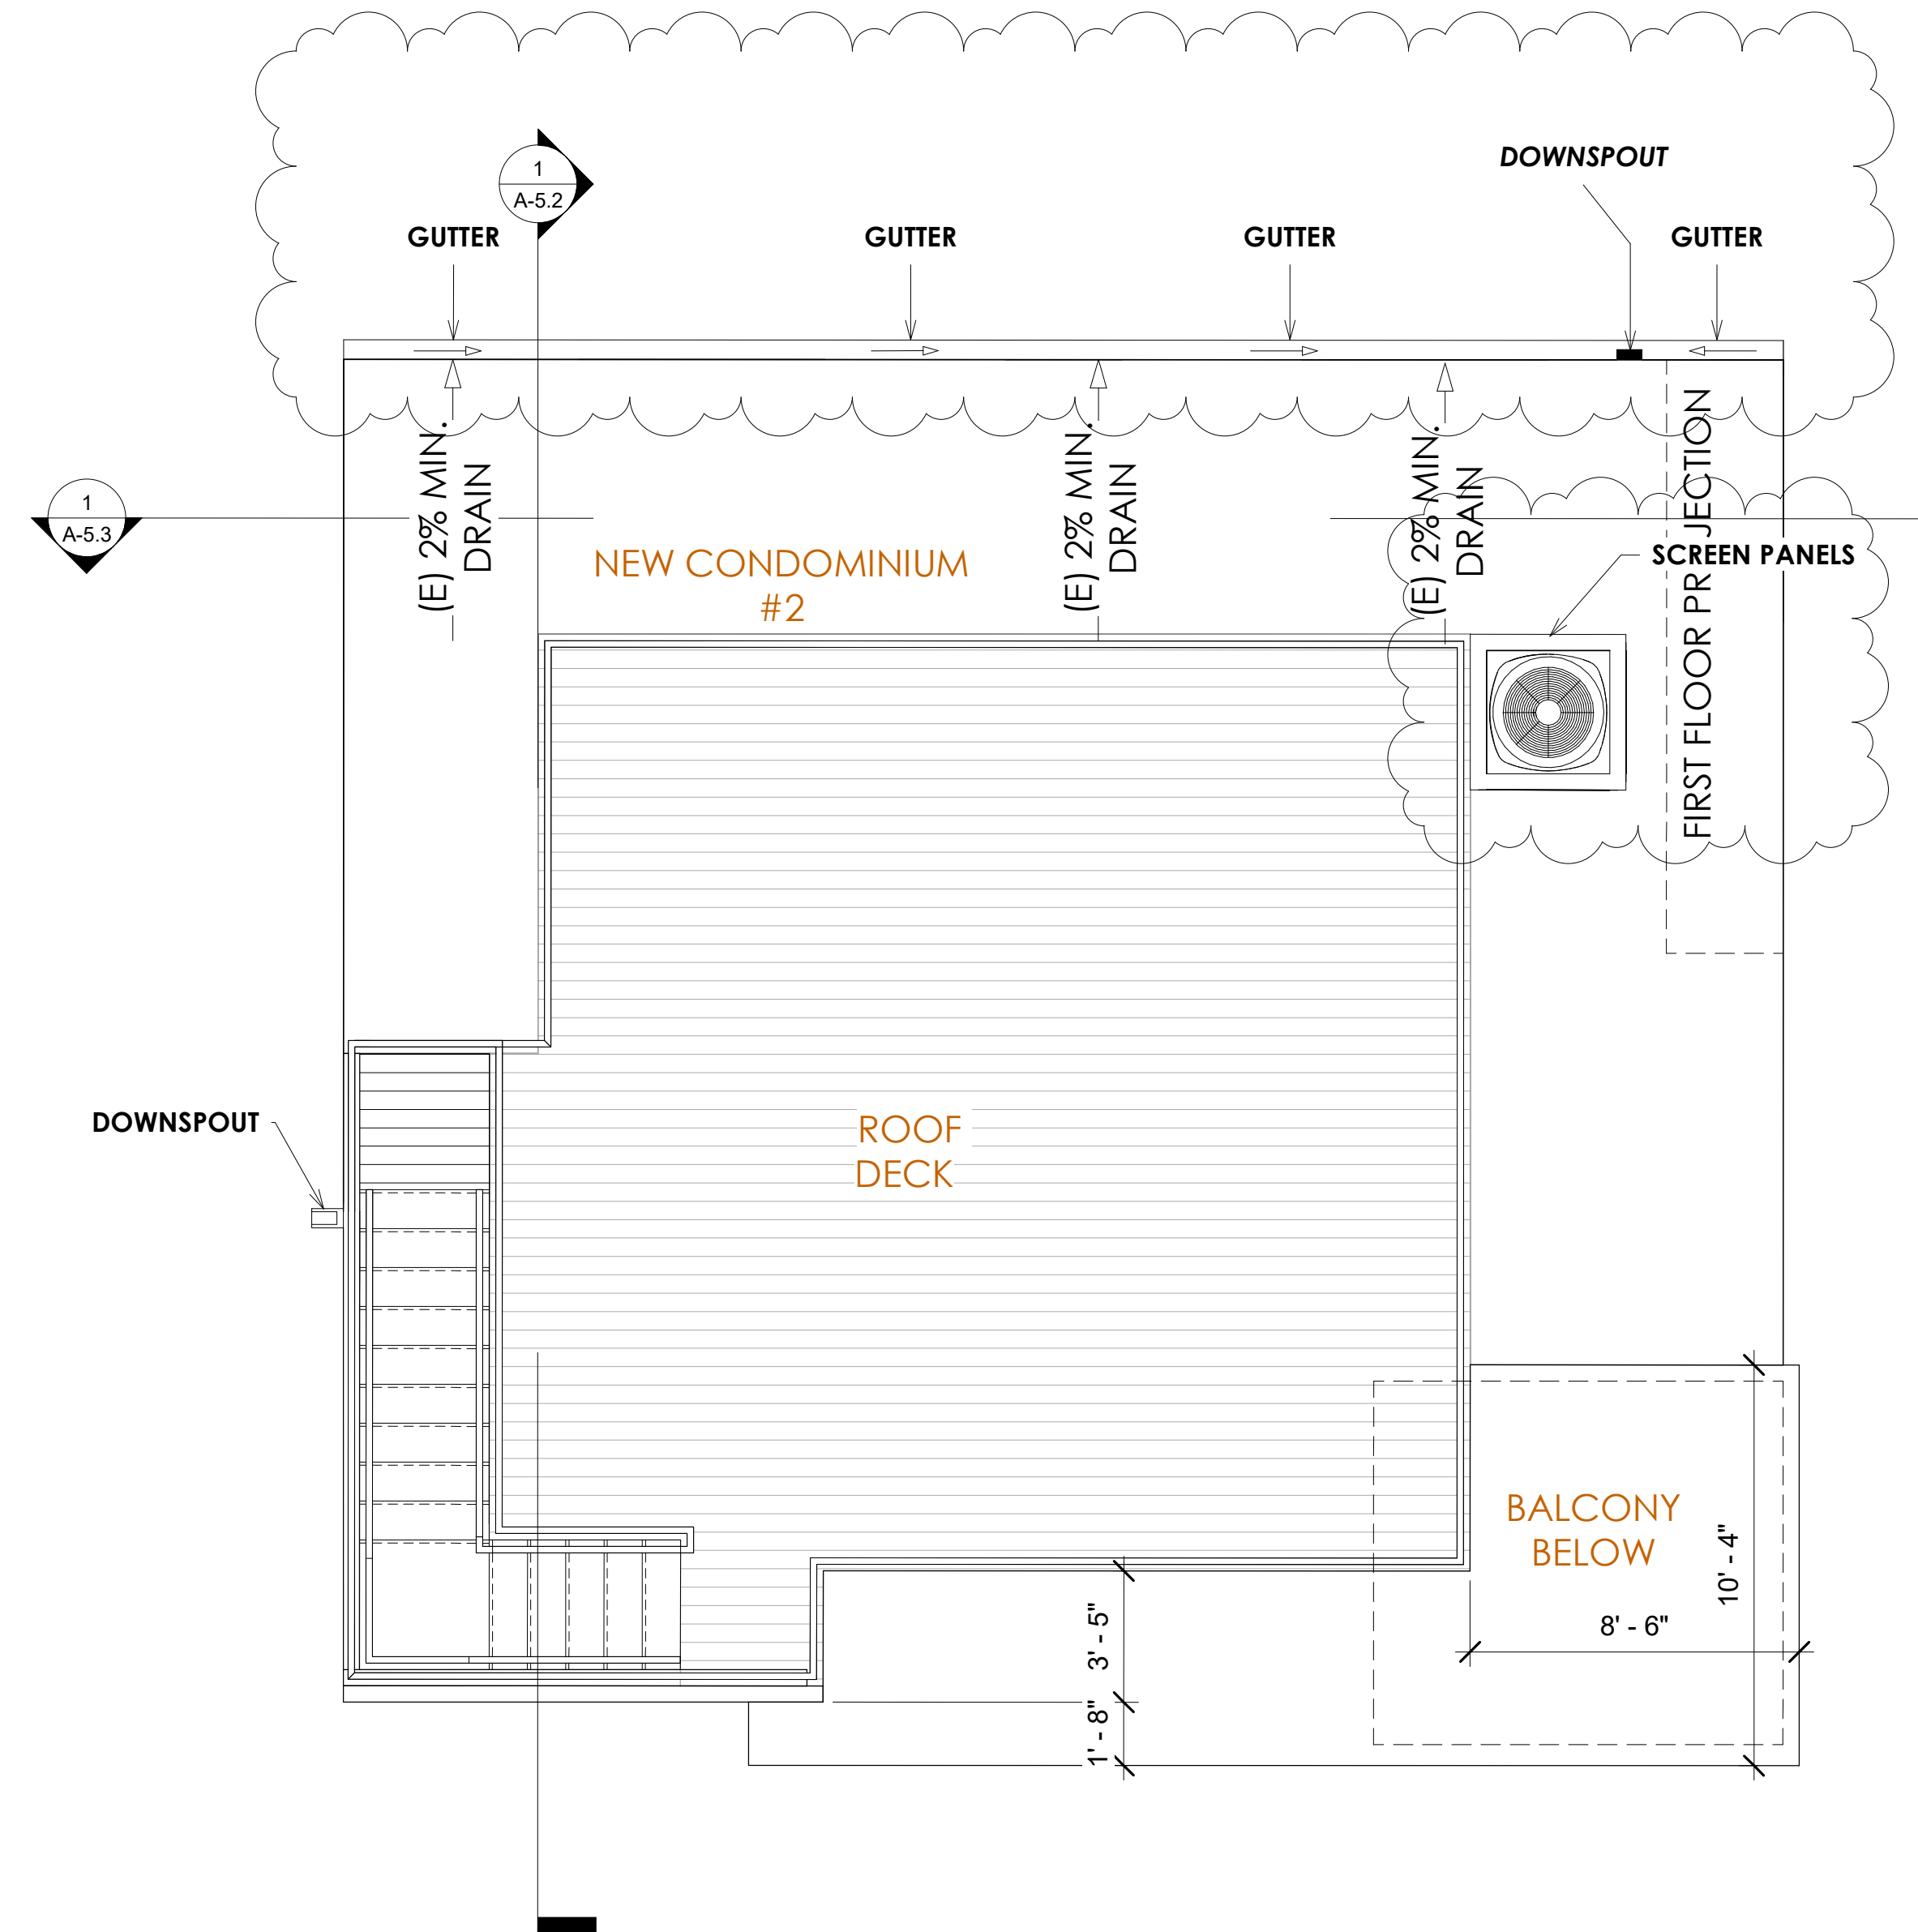 DOWNSPOUT
1
A-5.2
GUTTER
GUTTER
GUTTER
GUTTER
(E) 2% MIN.
DRAIN
(E) 2% MIN.
DRAIN
(E) 2% MIN.
DRAIN
FIRST FLOOR PR JECTION
1
A-5.3
NEW CONDOMINIUM
#2
SCREEN PANELS
DOWNSPOUT
ROOF
DECK
BALCONY
BELOW
10' - 4"
8' - 6"
3' - 5"
1' - 8"